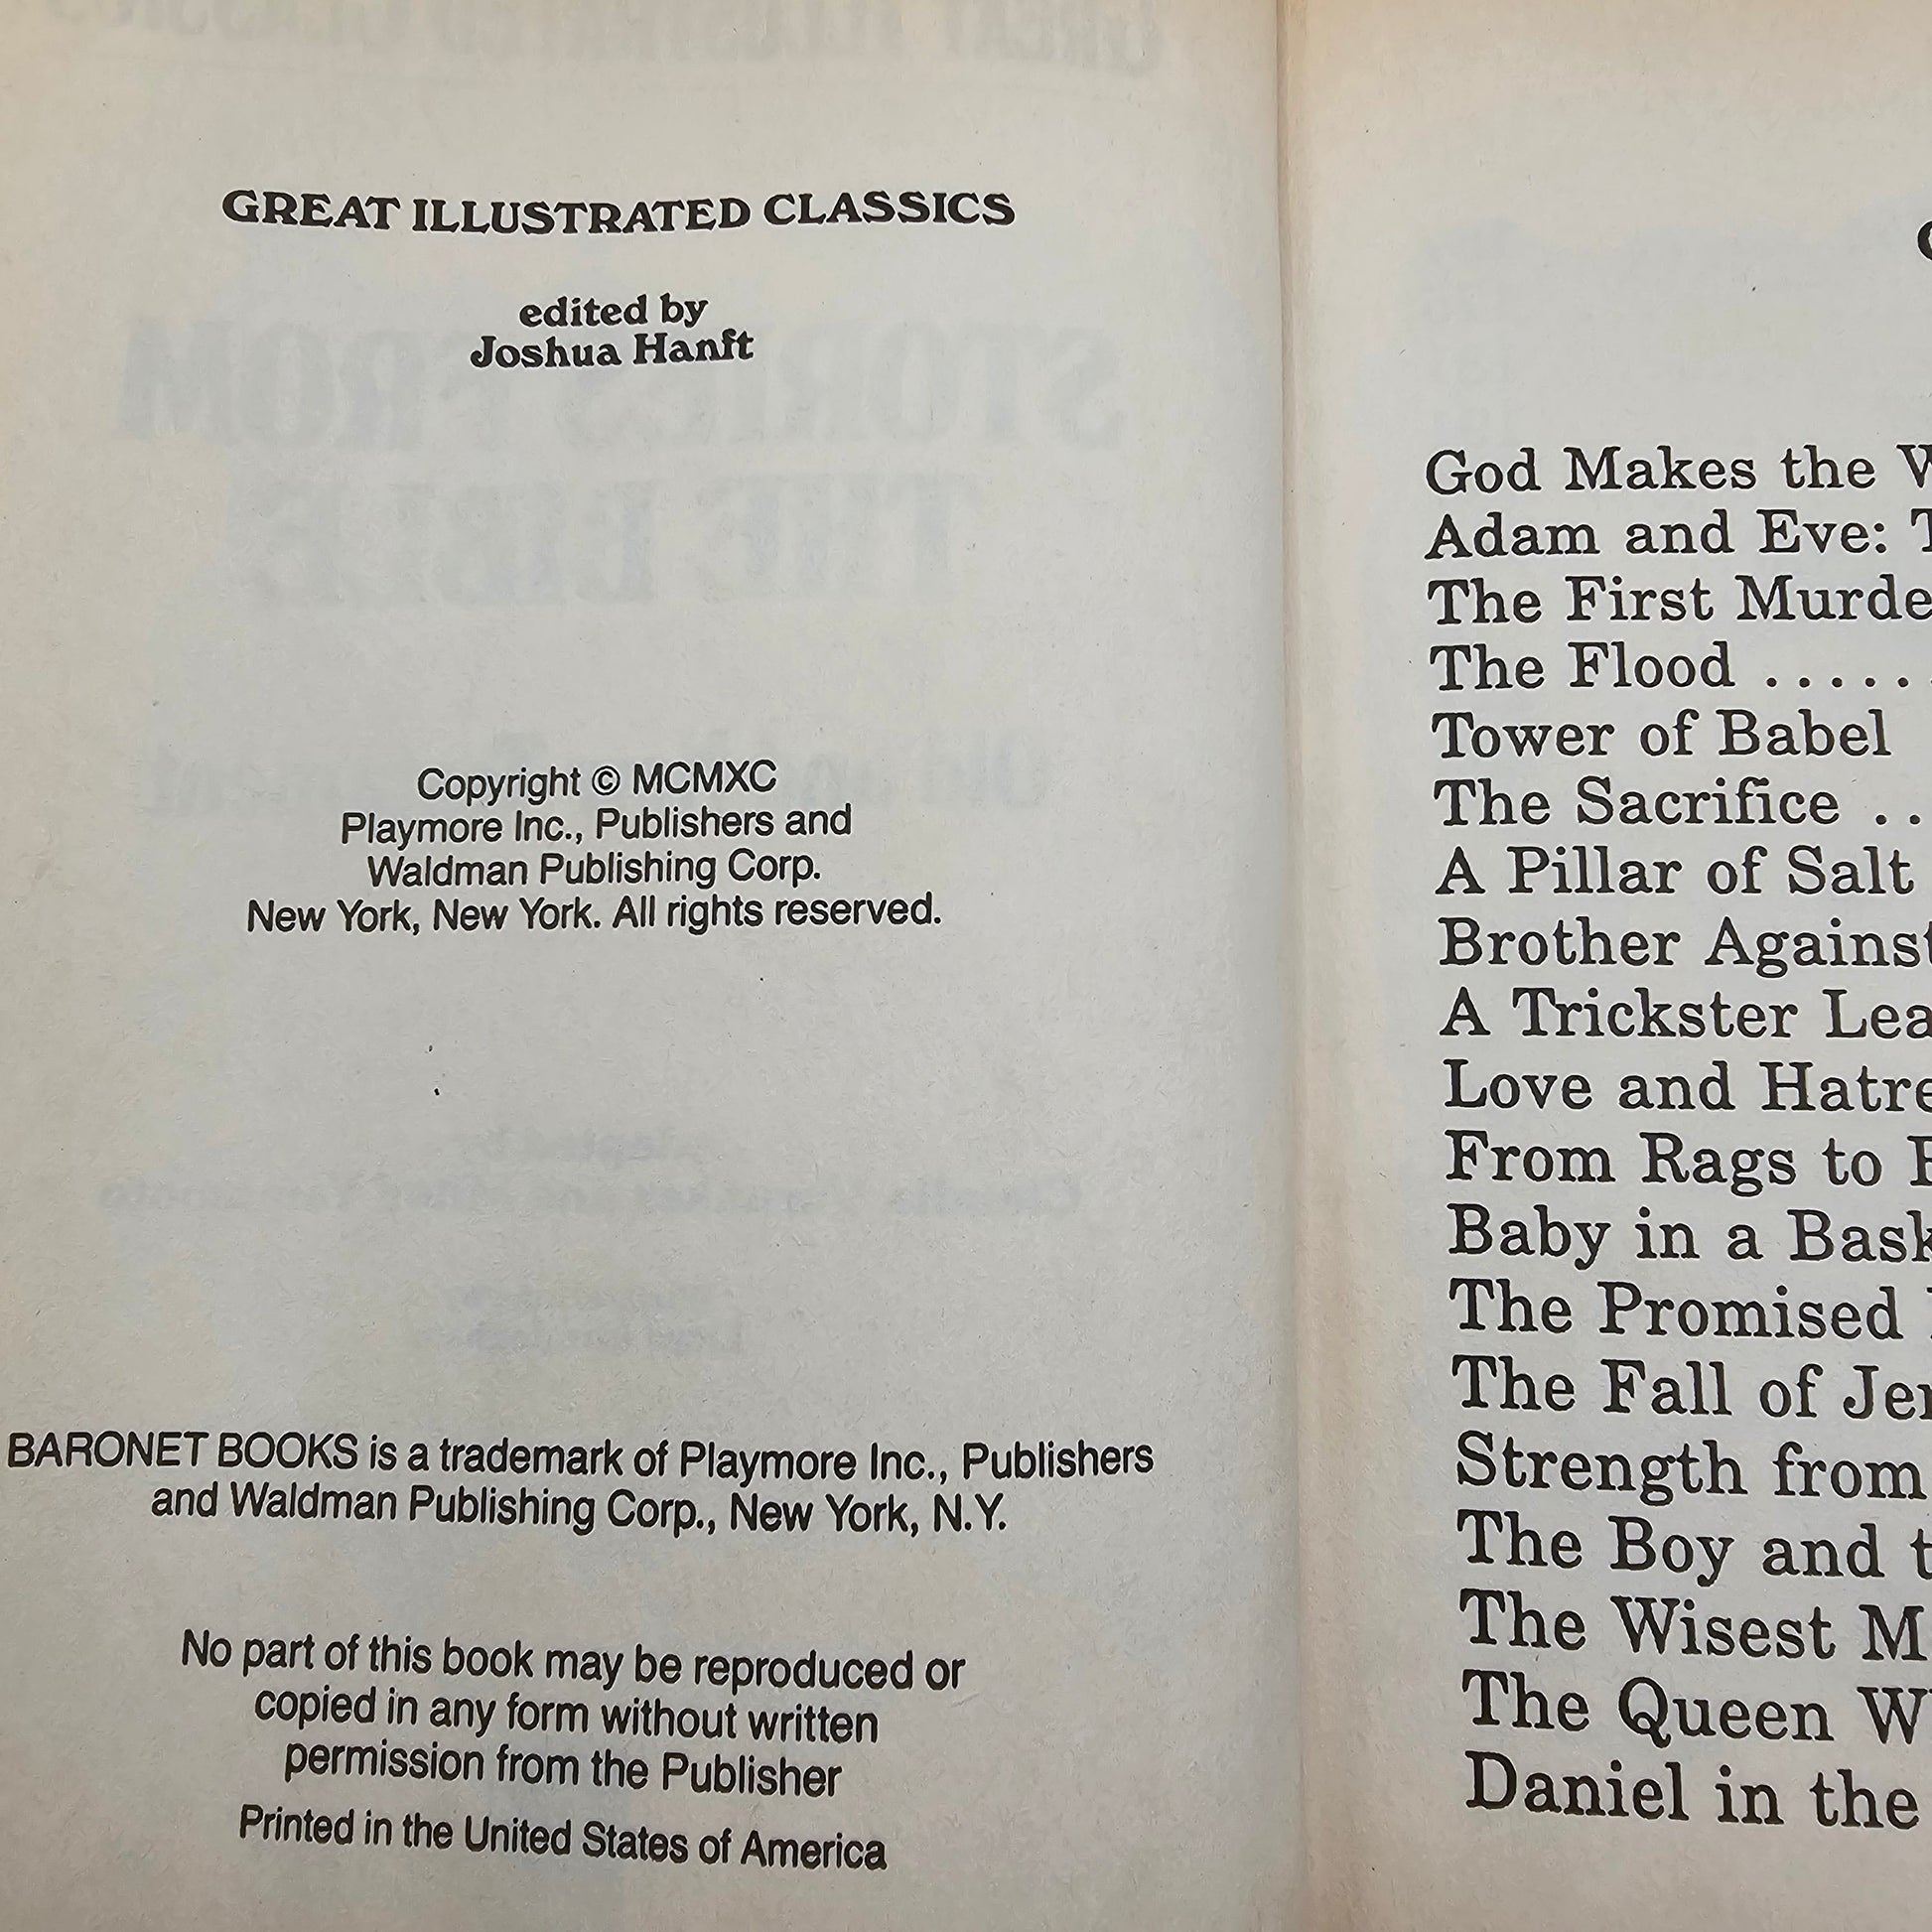 GREAT ILLUSTRATED CLASSICS
edited by
Joshua Hanft
Copyright © MCMXC
Playmore Inc., Publishers and
Waldman Publishing Corp.
New York, New York. All rights reserved.
BARONET BOOKS is a trademark of Playmore Inc., Publishers
and Waldman Publishing Corp., New York, N.Y.
No part of this book may be reproduced or
copied in any form without written
permission from the Publisher
Printed in the United States of America
God Makes the
Adam and Eve:
The First
The Flood .....
Tower of Babel
The Sacrifice ..
A Pillar of Salt
Brother Against
A Trickster
Love and
From Rags to
Baby in a
The Promised
The Fall of
Strength from
The Boy and
The Wisest
The Queen
Daniel in the